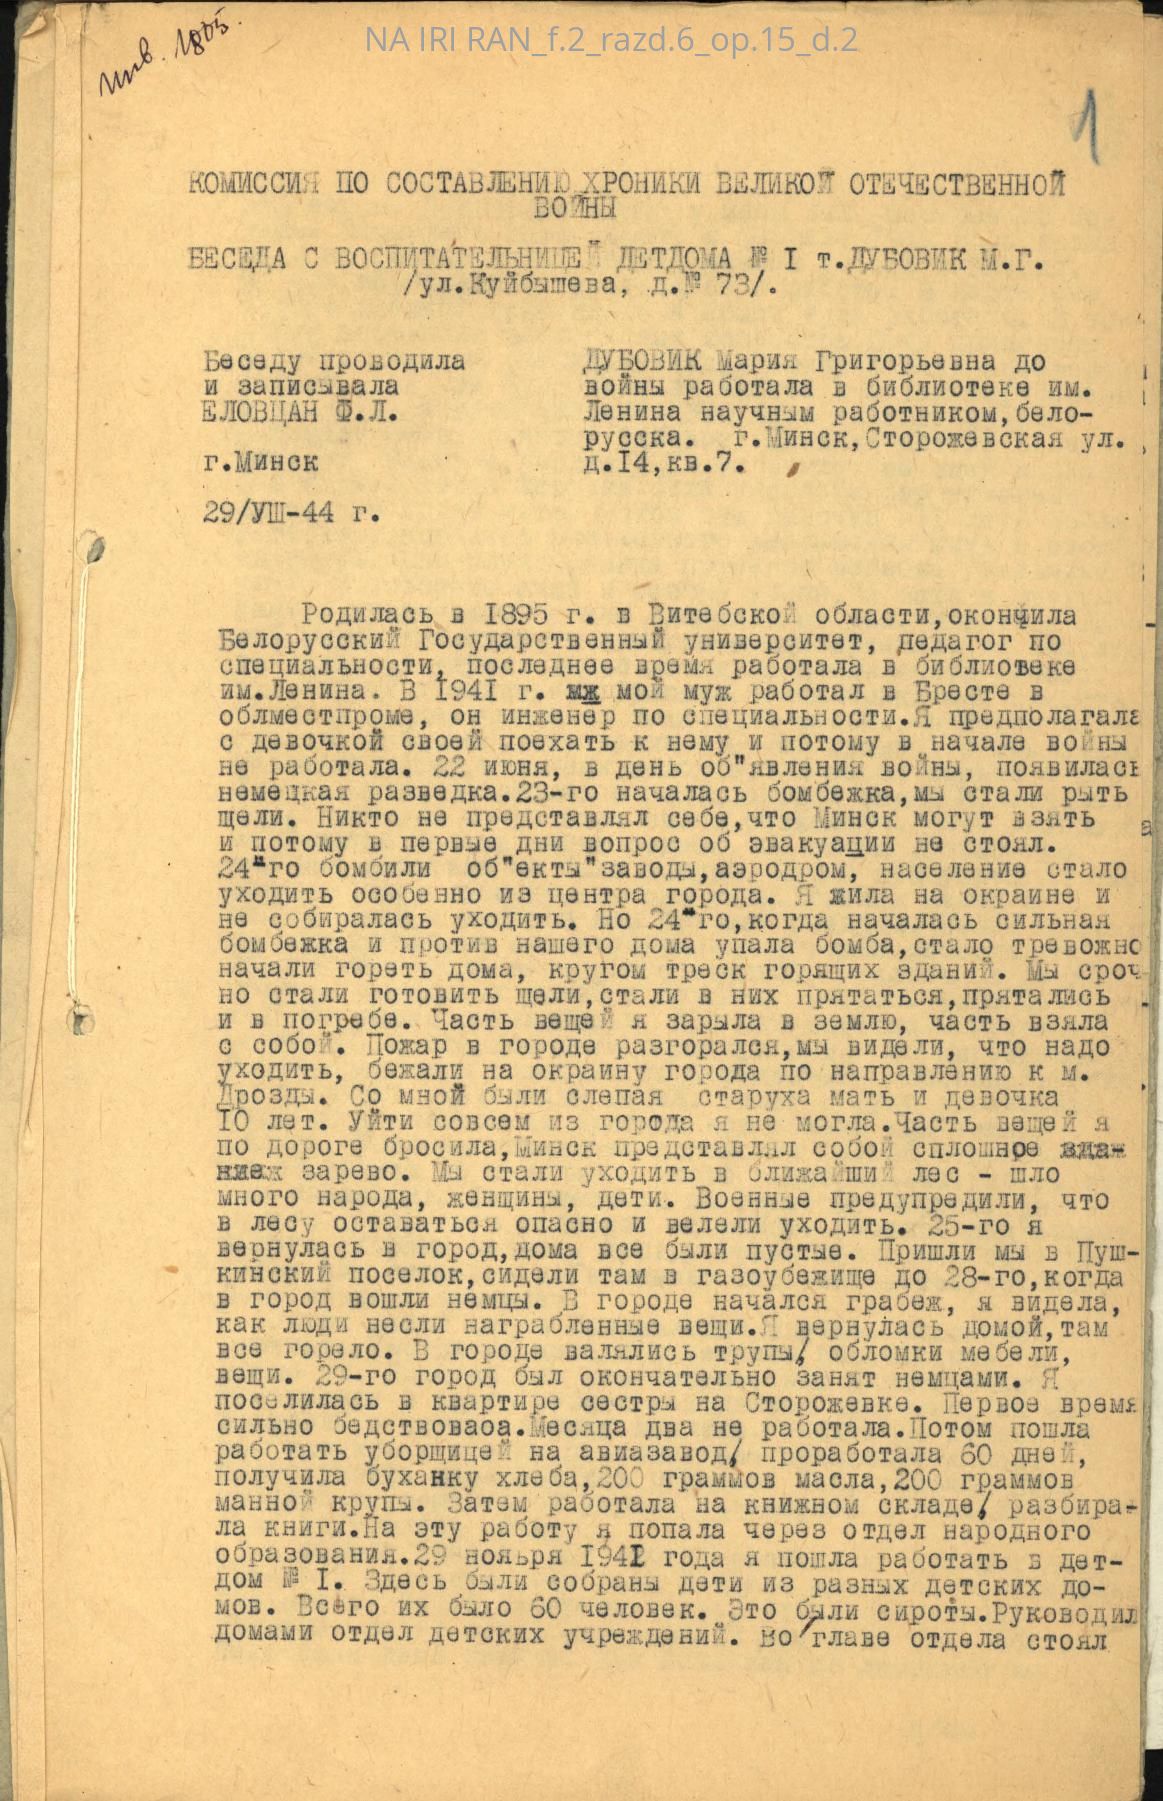 NA IRI RAN_f.2_razd.6_op.15_d.2
инв. 1805.
1
КОМИССИЯ ПО СОСТАВЛЕНИЮ ХРОНИКИ ВЕЛИКОЙ ОТЕЧЕСТВЕННОЙ
ВОЙНЫ
БЕСЕДА С ВОСПИТАТЕЛЬНИЦЕЙ ДЕТДОМА № I т.ДУБОВИК М.Г.
/ул.Куйбышева, д.№ 73/.
Беседу проводила
и записывала
ЕЛОВЦАН Ф.Л.
г.Минск
29/УШ-44 г.
ДУБОВИК Мария Григорьевна до
войны работала в библиотеке им.
Ленина научным работником,бело-
русска. г.Минск,Сторожевская ул.
д.I4,кв.7.
Родилась в I895 г. в Витебской области,окончила
Белорусский Государственный университет, педагог по
специальности, последнее время работала в библиотеке
им.Ленина. В I94I г. мой муж работал в Бресте в
облместпроме, он инженер по специальности.Я предполагала
с девочкой своей поехать к нему и потому в начале войны
не работала. 22 июня, в день об"явления войны, появилась
немецкая разведка.23-го началась бомбежка,мы стали рыть
щели. Никто не представлял себе,что Минск могут взять
и потому в первые дни вопрос об эвакуации не стоял.
24-го бомбили об"екты"заводы,аэродром, население стало
уходить особенно из центра города. Я жила на окраине и
не собиралась уходить. Но 24-го,когда началась сильная
бомбежка и против нашего дома упала бомба,стало тревожно
начали гореть дома, кругом треск горящих зданий. Мы сроч
но стали готовить щели,стали в них прятаться,прятались
и в погребе. Часть вещей я зарыла в землю, часть взяла
с собой. Пожар в городе разгорался,мы видели, что надо
уходить, бежали на окраину города по направлению к м.
Дрозды. Со мной были слепая старуха мать и девочка
IO лет. Уйти совсем из города я не могла.Часть вещей я
по дороге бросила,Минск представлял собой сплошное
зарево. Мы стали уходить в ближайший лес - шло
много народа, женщины, дети. Военные предупредили, что
в лесу оставаться опасно и велели уходить. 25-го я
вернулась в город,дома все были пустые. Пришли мы в Пуш-
кинский поселок,сидели там в газоубежище до 28-го,когда
в город вошли немцы. В городе начался грабеж, я видела,
как люди несли награбленные вещи.Я вернулась домой,там
все горело. В городе валялись трупы, обломки мебели,
вещи. 29-го город был окончательно занят немцами. Я
поселилась в квартире сестры на Сторожевке. Первое время
сильно бедствоваоа.Месяца два не работала.Потом пошла
работать уборщицей на авиазавод, проработала 60 дней,
получила буханку хлеба,200 граммов масла,200 граммов
манной крупы. Затем работала на книжном складе, разбира-
ла книги.На эту работу я попала через отдел народного
образования.29 ноября I94I года я пошла работать в дет-
дом № I. Здесь были собраны дети из разных детских до-
мов. Всего их было 60 человек. Это были сироты.Руководил
домами отдел детских учреждений. Во главе отдела стоял